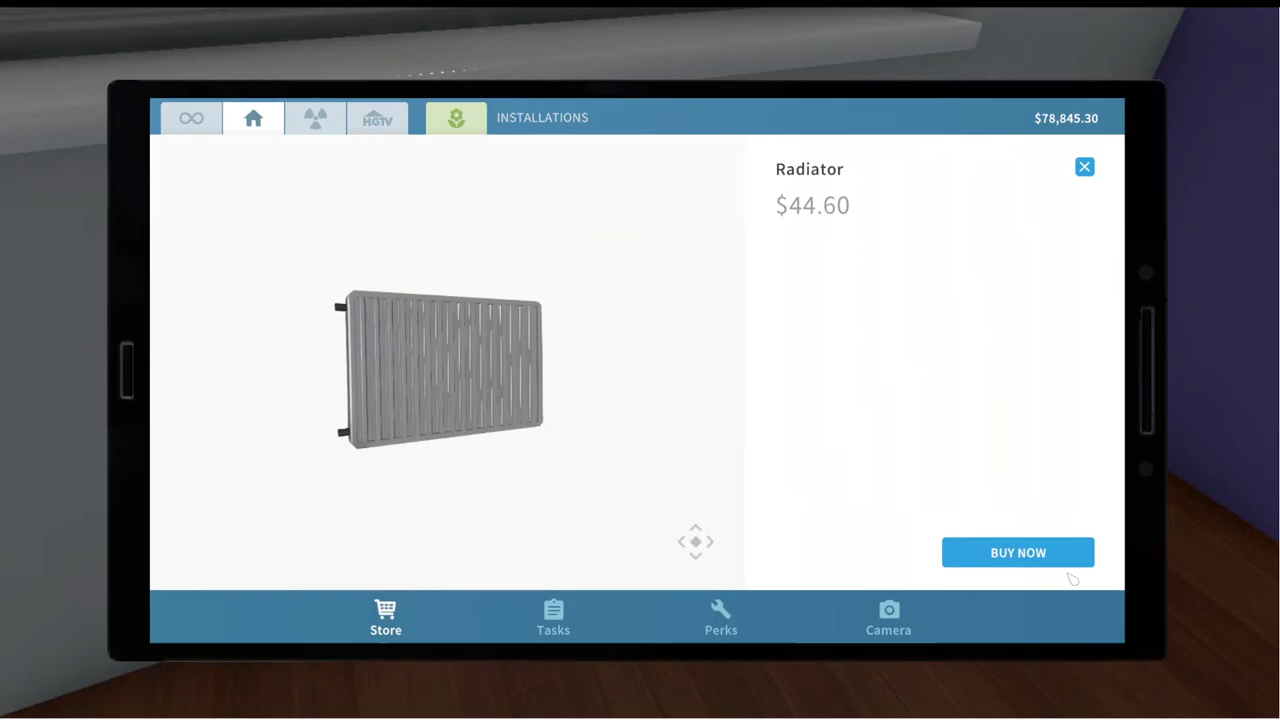 HGTV
INSTALLATIONS
$78,845.30
Radiator
$44.60
BUY NOW
Store
Tasks
Perks
Camera